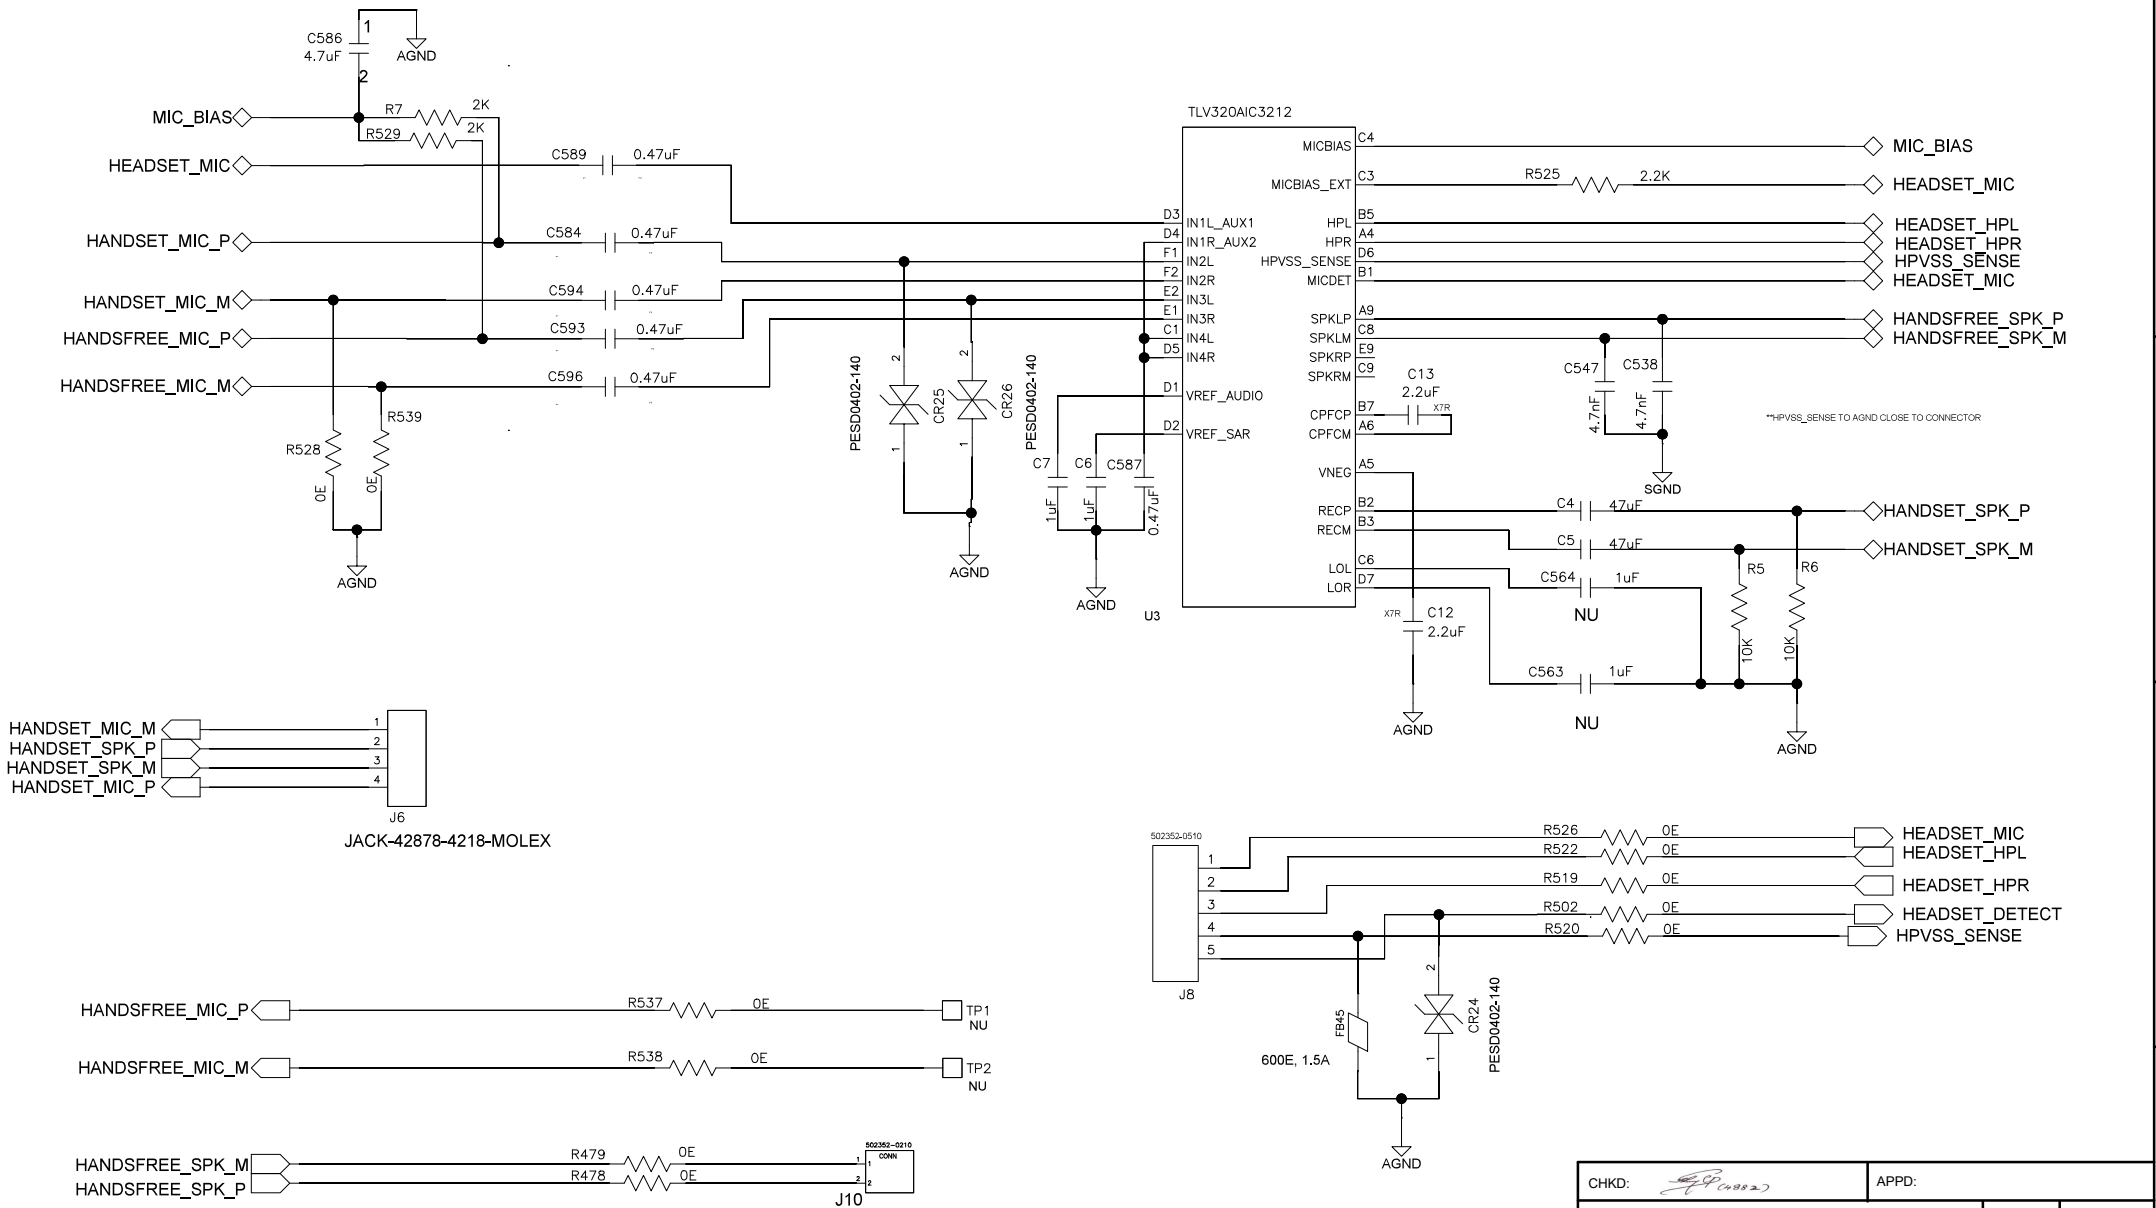 C586
4.7uF
1
2
AGND
MIC_BIAS
R7
2K
R529
2K
HEADSET_MIC
C589
0.47uF
HANDSET_MIC_P
C584
0.47uF
HANDSET_MIC_M
C594
0.47uF
HANDSFREE_MIC_P
C593
0.47uF
HANDSFREE_MIC_M
C596
0.47uF
R528
0E
R539
0E
AGND
PESD0402-140
2
1
CR25
2
1
CR26
PESD0402-140
AGND
C7
1uF
C6
1uF
C587
0.47uF
AGND
TLV320AIC3212
D3 IN1L_AUX1
D4 IN1R_AUX2
F1 IN2L
F2 IN2R
E2 IN3L
E1 IN3R
C1 IN4L
D5 IN4R
D1 VREF_AUDIO
D2 VREF_SAR
MICBIAS C4
MICBIAS_EXT C3
HPL B5
HPR A4
HPVSS_SENSE D6
MICDET B1
SPKLP A9
SPKLM C8
SPKRP E9
SPKRM C9
CPFCP B7
CPFCM A6
VNEG A5
RECP B2
RECM B3
LOL C6
LOR D7
U3
MIC_BIAS
R525
2.2K
HEADSET_MIC
HEADSET_HPL
HEADSET_HPR
HPVSS_SENSE
HEADSET_MIC
HANDSFREE_SPK_P
HANDSFREE_SPK_M
C547
4.7nF
C538
4.7nF
SGND
**HPVSS_SENSE TO AGND CLOSE TO CONNECTOR
C13
2.2uF
X7R
C4
47uF
HANDSET_SPK_P
C5
47uF
HANDSET_SPK_M
C564
1uF
NU
C563
1uF
NU
R5
10K
R6
10K
AGND
X7R
C12
2.2uF
AGND
HANDSET_MIC_M
HANDSET_SPK_P
HANDSET_SPK_M
HANDSET_MIC_P
1
2
3
4
J6
JACK-42878-4218-MOLEX
502352-0510
1
2
3
4
5
J8
R526
0E
HEADSET_MIC
R522
0E
HEADSET_HPL
R519
0E
HEADSET_HPR
R502
0E
HEADSET_DETECT
R520
0E
HPVSS_SENSE
FB45
600E, 1.5A
2
1
CR24
PESD0402-140
AGND
HANDSFREE_MIC_P
R537
0E
TP1
NU
HANDSFREE_MIC_M
R538
0E
TP2
NU
HANDSFREE_SPK_M
R479
0E
HANDSFREE_SPK_P
R478
0E
502352-0210
CONN
1 1
2 2
J10
CHKD:
APPD: